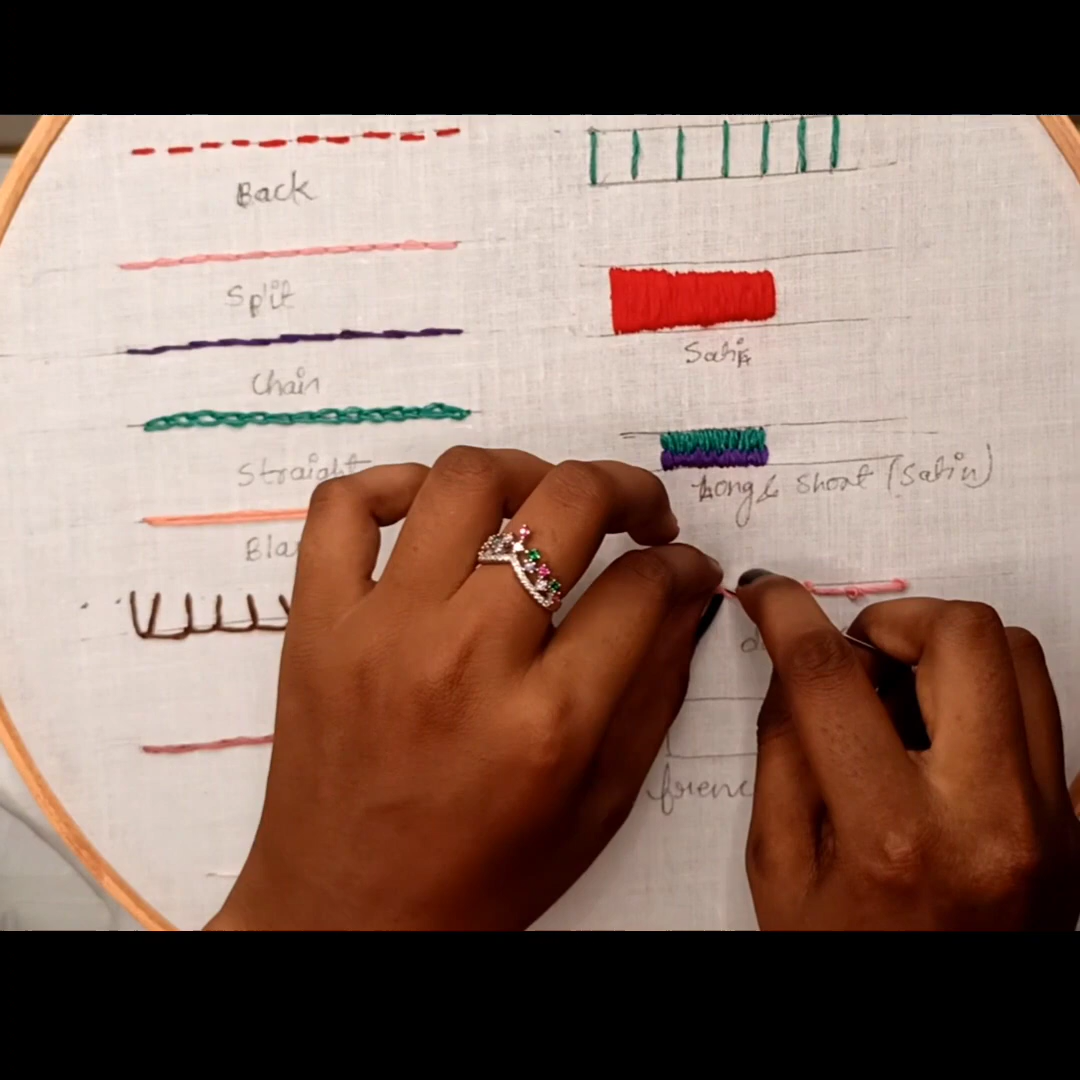 Back
Split
Chain
Straight
Satin
Long & Short (Satin)